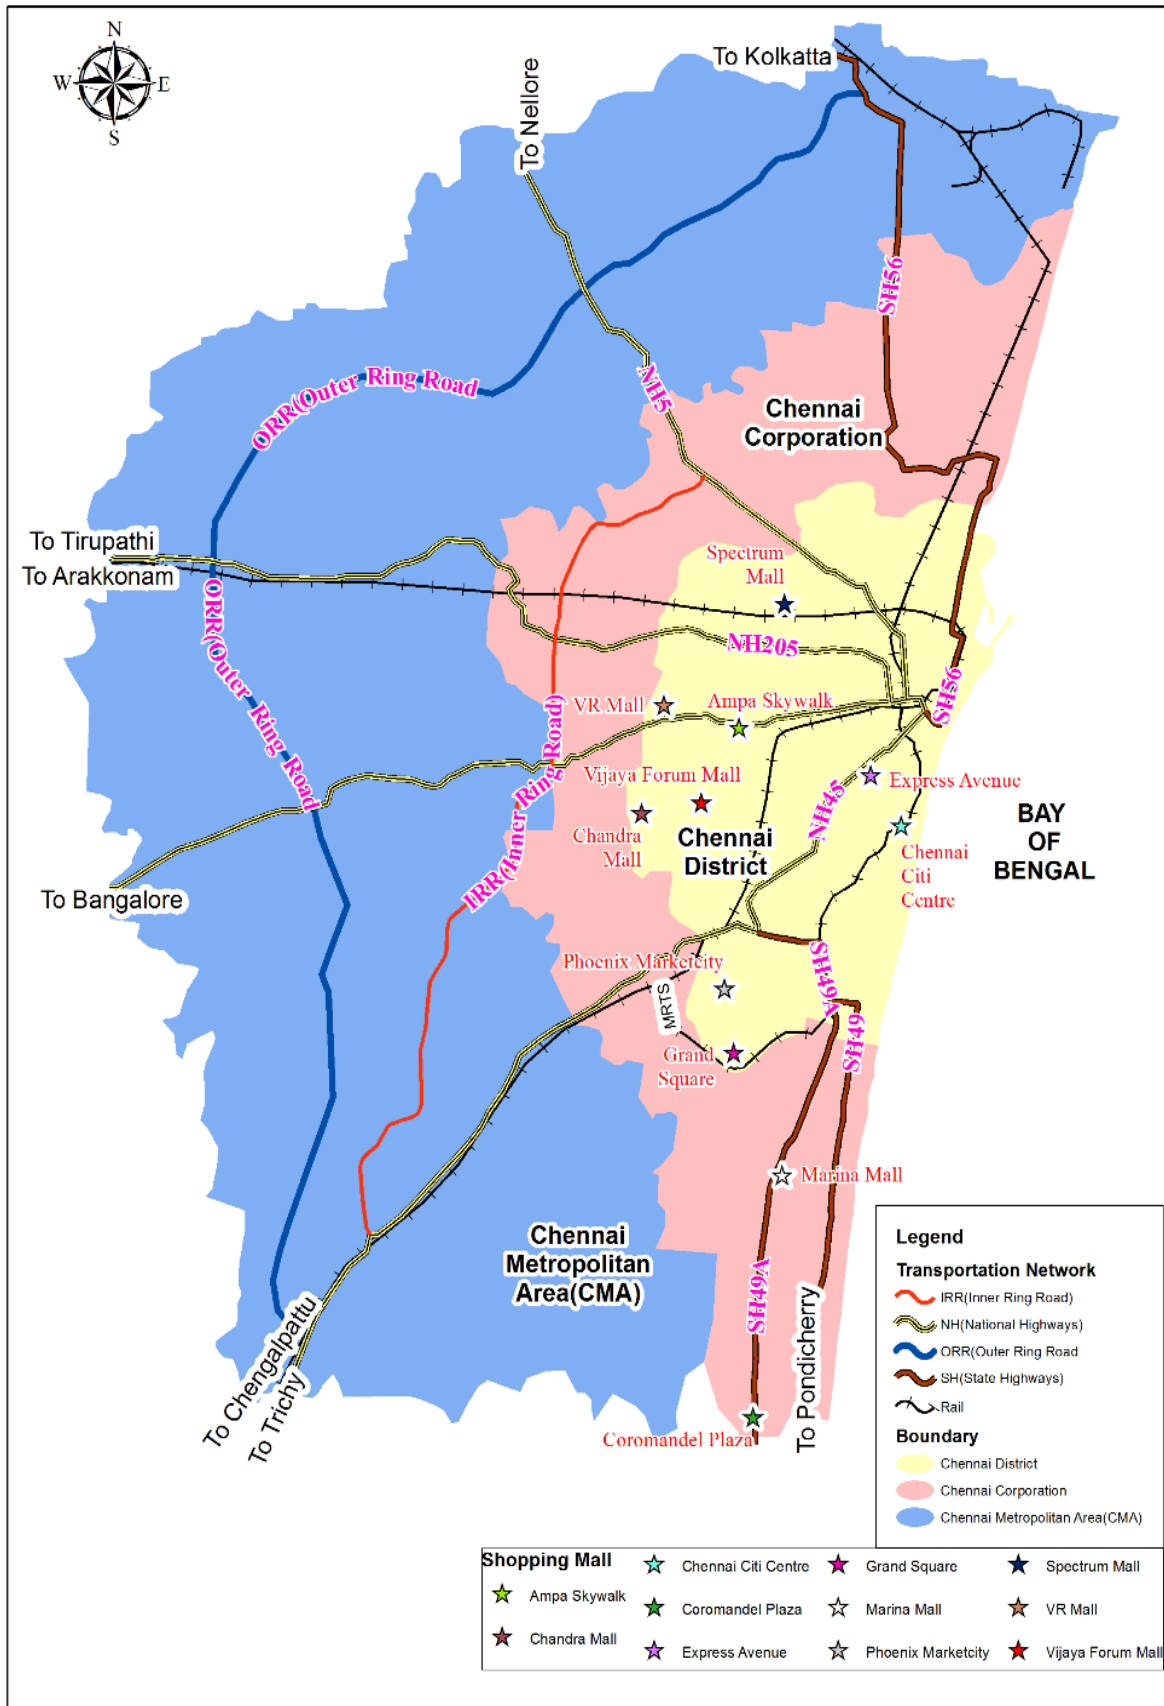 N
W
E
S
To Kolkatta
To Nellore
SH56
ORR(Outer Ring Road
NH5
Chennai
Corporation
To Tirupathi
To Arakkonam
Spectrum
Mall
ORR(Outer Ring Road
NH205
SH56
VR Mall
Ampa Skywalk
IRR(Inner Ring Road)
Vijaya Forum Mall
Express Avenue
NH45
Chandra
Mall
Chennai
District
BAY
OF
BENGAL
Chennai
Citi
Centre
To Bangalore
Phoenix Marketcity
SH49A
MRTS
SH49
Grand
Square
Marina Mall
Chennai
Metropolitan
Area(CMA)
SH49A
To Chengalpattu
To Trichy
To Pondicherry
Coromandel Plaza
Legend
Transportation Network
IRR(Inner Ring Road)
NH(National Highways)
ORR(Outer Ring Road
SH(State Highways)
Rail
Boundary
Chennai District
Chennai Corporation
Chennai Metropolitan Area(CMA)
Shopping Mall
Ampa Skywalk
Chandra Mall
Chennai Citi Centre
Coromandel Plaza
Express Avenue
Grand Square
Marina Mall
Phoenix Marketcity
Spectrum Mall
VR Mall
Vijaya Forum Mall